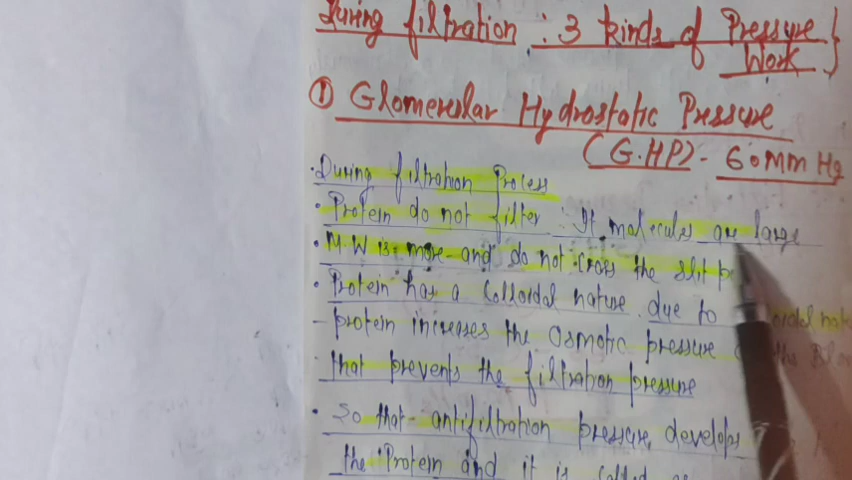 During filtration : 3 kinds of Pressure
Work
① Glomerular Hydrostatic Pressure
(G.HP) - 60 mm Hg
• During filtration Process
• Protein do not filter : It molecules are large
• M.W is more and do not cross the slit p
• Protein has a Colloidal nature due to
- protein increases the Osmotic pressure
that prevents the filtration pressure
• So that - antifiltration pressure develops
the Protein and it is called as